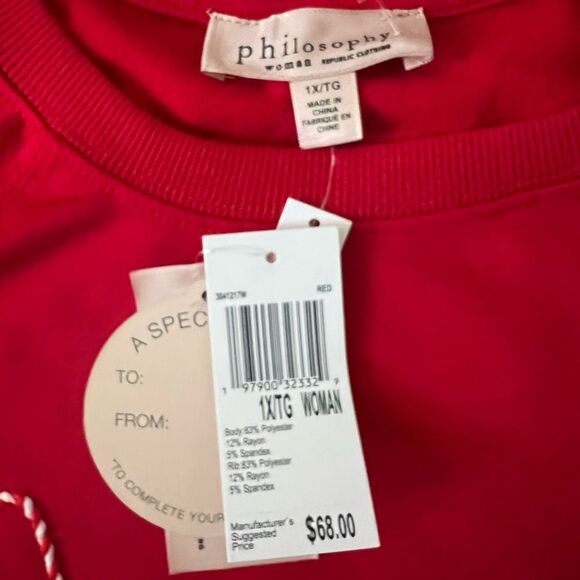 philosophy
woman REPUBLIC CLOTHING
1X/TG
MADE IN
CHINA
FABRIQUÉ EN
CHINE
3041217W RED
1 97900 32332 9
1X/TG WOMAN
Body:83% Polyester
12% Rayon
5% Spandex
Rib:83% Polyester
12% Rayon
5% Spandex
Manufacturer's
Suggested
Price
$68.00
A SPEC
TO:
FROM:
*TO COMPLETE YOUR